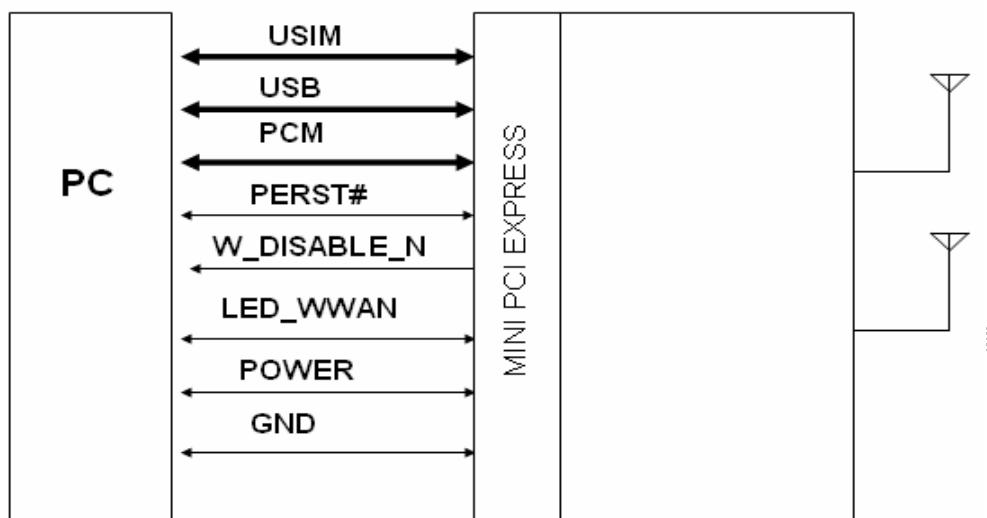 USIM
USB
PCM
PC
PERST#
W_DISABLE_N
LED_WWAN
POWER
GND
MINI PCI EXPRESS